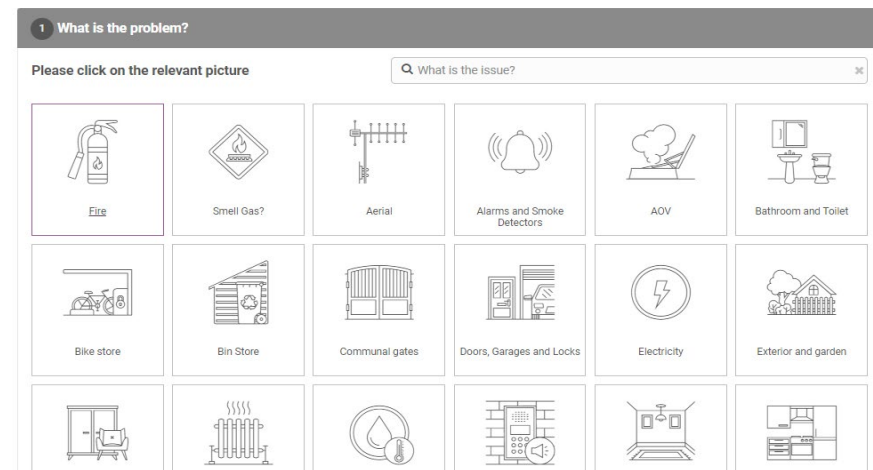 1 What is the problem?
Please click on the relevant picture
What is the issue?
Fire
Smell Gas?
Aerial
Alarms and Smoke
Detectors
AOV
Bathroom and Toilet
Bike store
Bin Store
Communal gates
Doors, Garages and Locks
Electricity
Exterior and garden